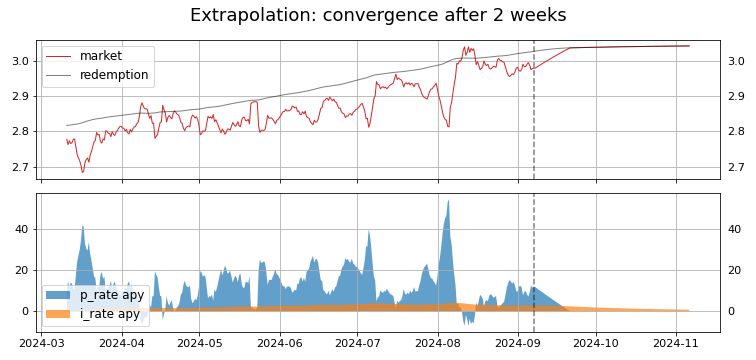 Extrapolation: convergence after 2 weeks
market
redemption
3.0
2.9
2.8
2.7
3.0
2.9
2.8
2.7
40
20
0
40
20
0
p_rate apy
i_rate apy
2024-03 2024-04 2024-05 2024-06 2024-07 2024-08 2024-09 2024-10 2024-11